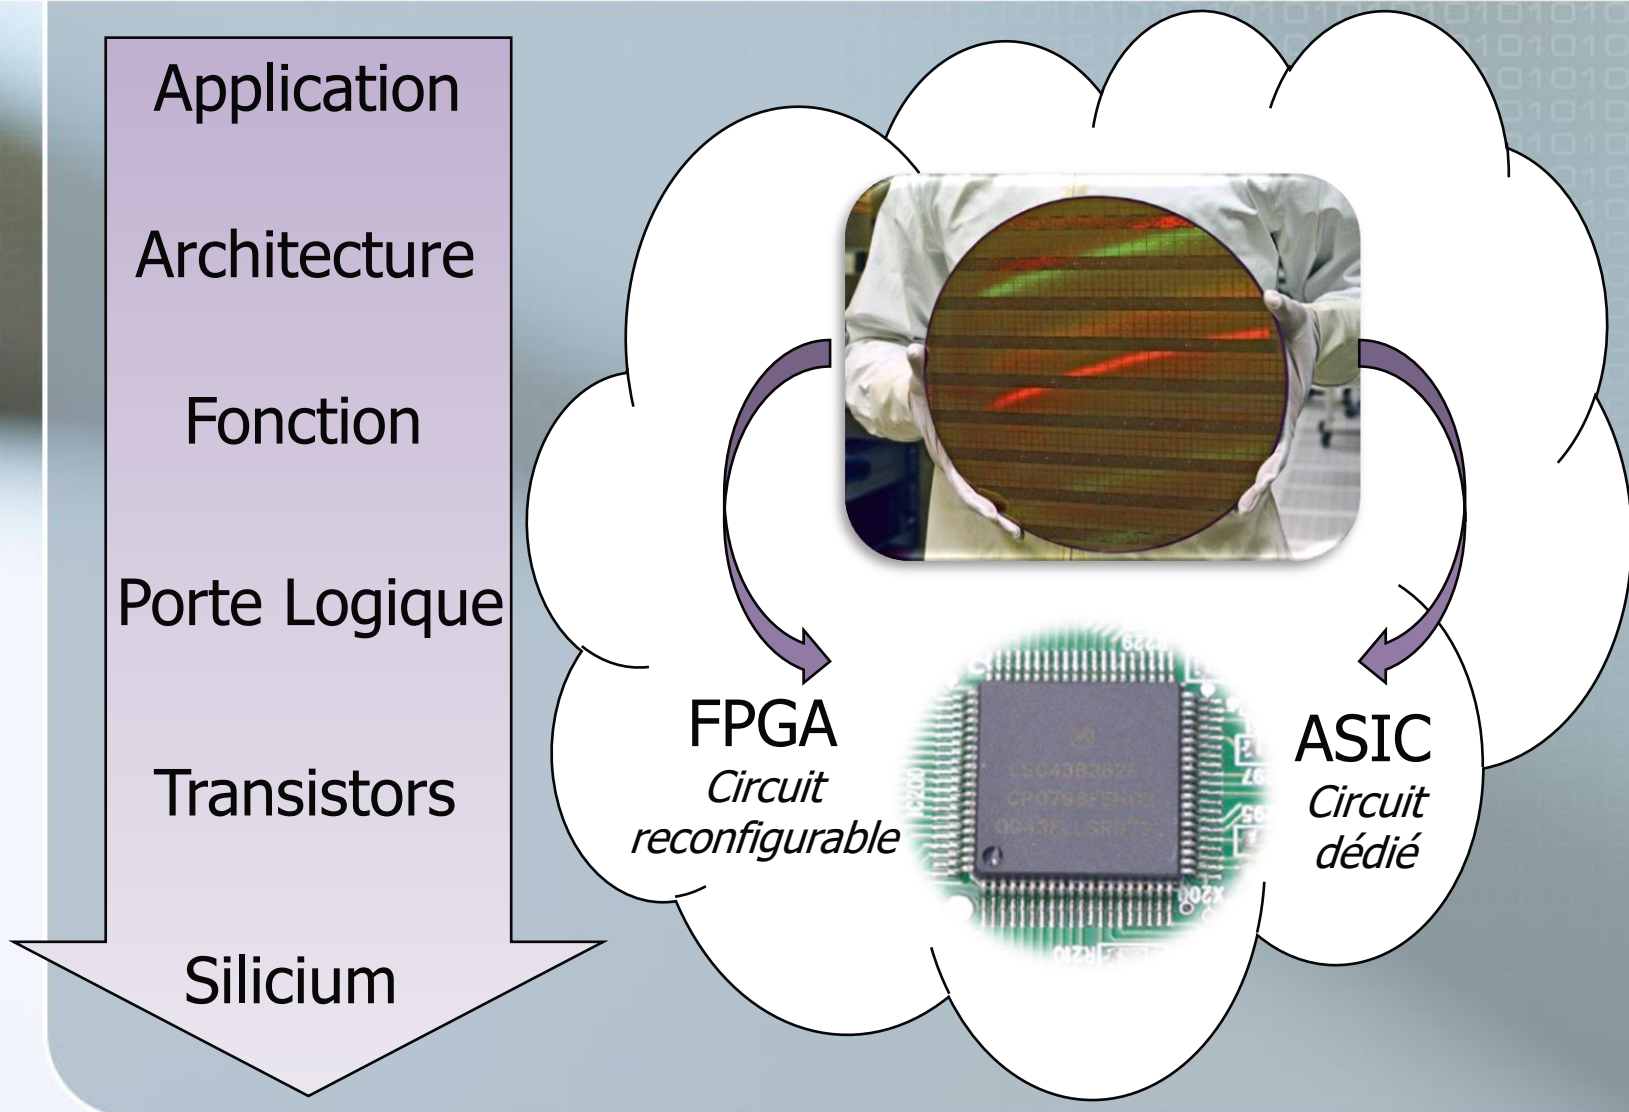 Application
Architecture
Fonction
Porte Logique
Transistors
Silicium
FPGA
Circuit
reconfigurable
ASIC
Circuit
dédié